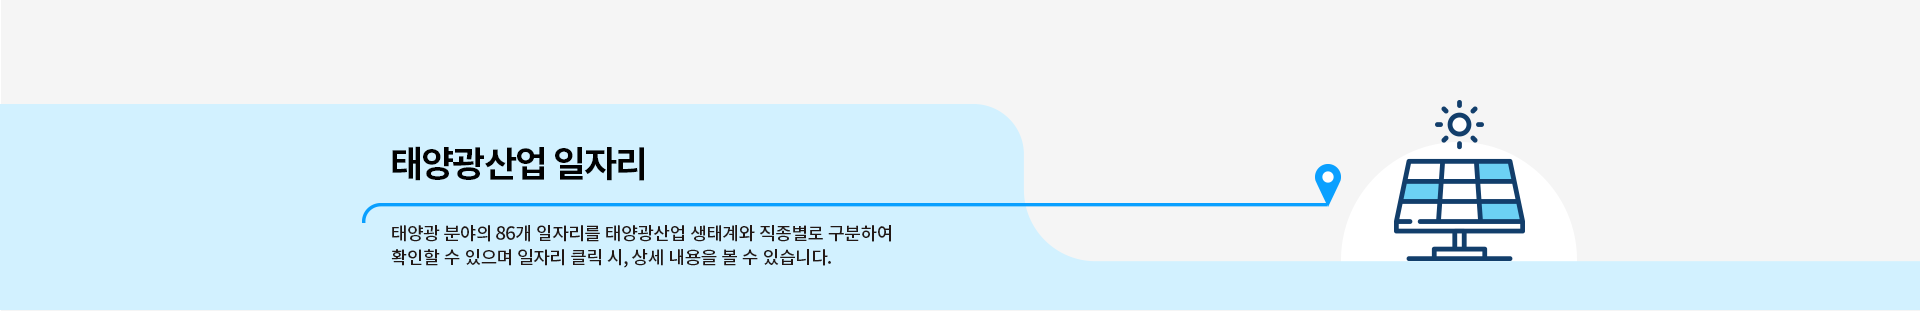 태양광산업 일자리
태양광 분야의 86개 일자리를 태양광산업 생태계와 직종별로 구분하여
확인할 수 있으며 일자리 클릭 시, 상세 내용을 볼 수 있습니다.